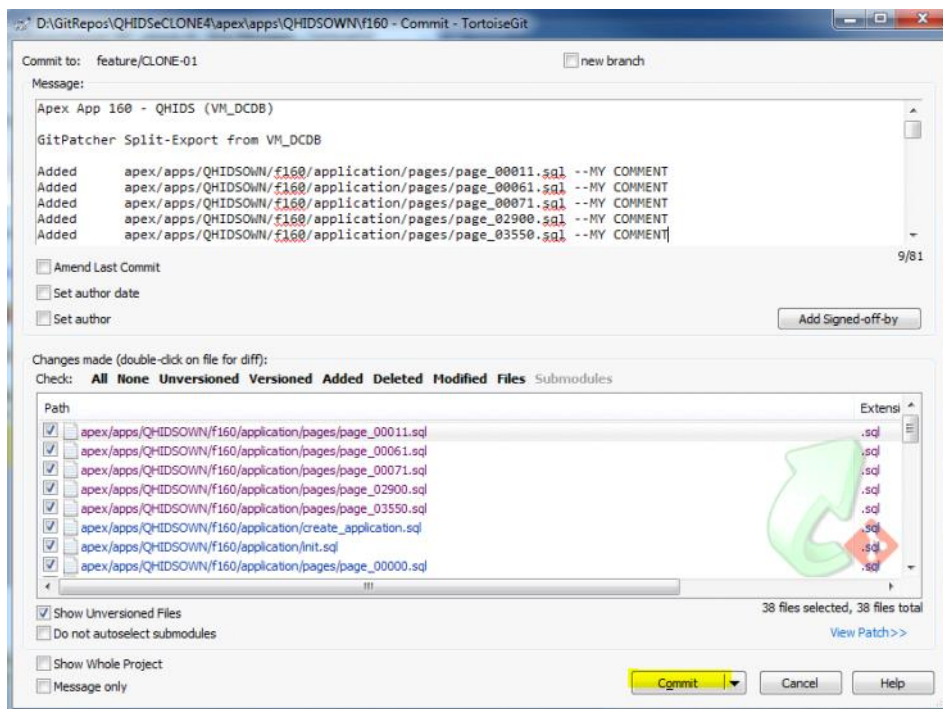 D:\GitRepos\QHIDSeCLONE4\apex\apps\QHIDSOWN\f160 - Commit - TortoiseGit
Commit to: feature/CLONE-01 new branch
Message:
Apex App 160 - QHIDS (VM_DCDB)
GitPatcher Split-Export from VM_DCDB
Added apex/apps/QHIDSOWN/f160/application/pages/page_00011.sql --MY COMMENT
Added apex/apps/QHIDSOWN/f160/application/pages/page_00061.sql --MY COMMENT
Added apex/apps/QHIDSOWN/f160/application/pages/page_00071.sql --MY COMMENT
Added apex/apps/QHIDSOWN/f160/application/pages/page_02900.sql --MY COMMENT
Added apex/apps/QHIDSOWN/f160/application/pages/page_03550.sql --MY COMMENT
9/81
Amend Last Commit
Set author date
Set author Add Signed-off-by
Changes made (double-click on file for diff):
Check: All None Unversioned Versioned Added Deleted Modified Files Submodules
Path Extensi
apex/apps/QHIDSOWN/f160/application/pages/page_00011.sql .sql
apex/apps/QHIDSOWN/f160/application/pages/page_00061.sql .sql
apex/apps/QHIDSOWN/f160/application/pages/page_00071.sql .sql
apex/apps/QHIDSOWN/f160/application/pages/page_02900.sql .sql
apex/apps/QHIDSOWN/f160/application/pages/page_03550.sql .sql
apex/apps/QHIDSOWN/f160/application/create_application.sql .sql
apex/apps/QHIDSOWN/f160/application/init.sql .sql
apex/apps/QHIDSOWN/f160/application/pages/page_00000.sql .sql
Show Unversioned Files 38 files selected, 38 files total
Do not autoselect submodules View Patch>>
Show Whole Project
Message only Commit Cancel Help